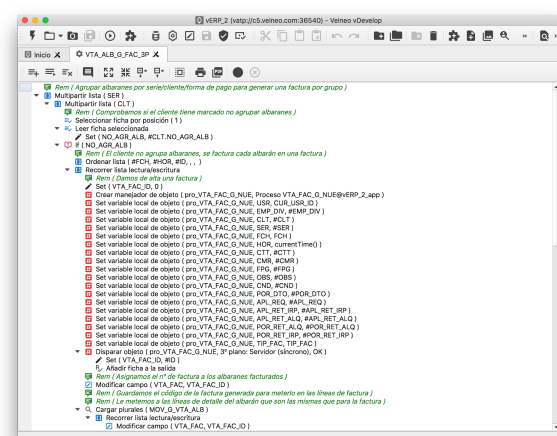 vERP_2 (vatp://c5.velneo.com:36540) - Velneo vDevelop
Inicio
VTA_ALB_G_FAC_3P
Rem ( Agrupar albaranes por serie/cliente/forma de pago para generar una factura por grupo )
Multipartir lista ( SER )
Multipartir lista ( CLT )
Rem ( Comprobamos si el cliente tiene marcado no agrupar albaranes )
Seleccionar ficha por posición ( 1 )
Leer ficha seleccionada
Set ( NO_AGR_ALB, #CLT.NO_AGR_ALB )
If ( NO_AGR_ALB )
Rem ( El cliente no agrupa albaranes, se factura cada albarán en una factura )
Ordenar lista ( #FCH, #HOR, #ID, , , )
Recorrer lista lectura/escritura
Rem ( Damos de alta una factura )
Set ( VTA_FAC_ID, 0 )
Crear manejador de objeto ( pro_VTA_FAC_G_NUE, Proceso VTA_FAC_G_NUE@vERP_2_app )
Set variable local de objeto ( pro_VTA_FAC_G_NUE, USR, CUR_USR_ID )
Set variable local de objeto ( pro_VTA_FAC_G_NUE, EMP_DIV, #EMP_DIV )
Set variable local de objeto ( pro_VTA_FAC_G_NUE, CLT, #CLT )
Set variable local de objeto ( pro_VTA_FAC_G_NUE, SER, #SER )
Set variable local de objeto ( pro_VTA_FAC_G_NUE, FCH, FCH )
Set variable local de objeto ( pro_VTA_FAC_G_NUE, HOR, currentTime() )
Set variable local de objeto ( pro_VTA_FAC_G_NUE, CTT, #CTT )
Set variable local de objeto ( pro_VTA_FAC_G_NUE, CMR, #CMR )
Set variable local de objeto ( pro_VTA_FAC_G_NUE, FPG, #FPG )
Set variable local de objeto ( pro_VTA_FAC_G_NUE, OBS, #OBS )
Set variable local de objeto ( pro_VTA_FAC_G_NUE, CND, #CND )
Set variable local de objeto ( pro_VTA_FAC_G_NUE, POR_DTO, #POR_DTO )
Set variable local de objeto ( pro_VTA_FAC_G_NUE, APL_REQ, #APL_REQ )
Set variable local de objeto ( pro_VTA_FAC_G_NUE, APL_RET_IRP, #APL_RET_IRP )
Set variable local de objeto ( pro_VTA_FAC_G_NUE, APL_RET_ALQ, #APL_RET_ALQ )
Set variable local de objeto ( pro_VTA_FAC_G_NUE, POR_RET_ALQ, #POR_RET_ALQ )
Set variable local de objeto ( pro_VTA_FAC_G_NUE, POR_RET_IRP, #POR_RET_IRP )
Set variable local de objeto ( pro_VTA_FAC_G_NUE, TIP_FAC, TIP_FAC )
Disparar objeto ( pro_VTA_FAC_G_NUE, 3º plano: Servidor (síncrono), OK )
Set ( VTA_FAC_ID, #ID )
Añadir ficha a la salida
Rem ( Asignamos el nº de factura a los albaranes facturados )
Modificar campo ( VTA_FAC, VTA_FAC_ID )
Rem ( Guardamos el código de la factura generada para meterlo en las líneas de factura )
Rem ( Le metemos a las líneas de detalle del albarán que son las mismas que para la factura )
Cargar plurales ( MOV_G_VTA_ALB )
Recorrer lista lectura/escritura
Modificar campo ( VTA_FAC, VTA_FAC_ID )